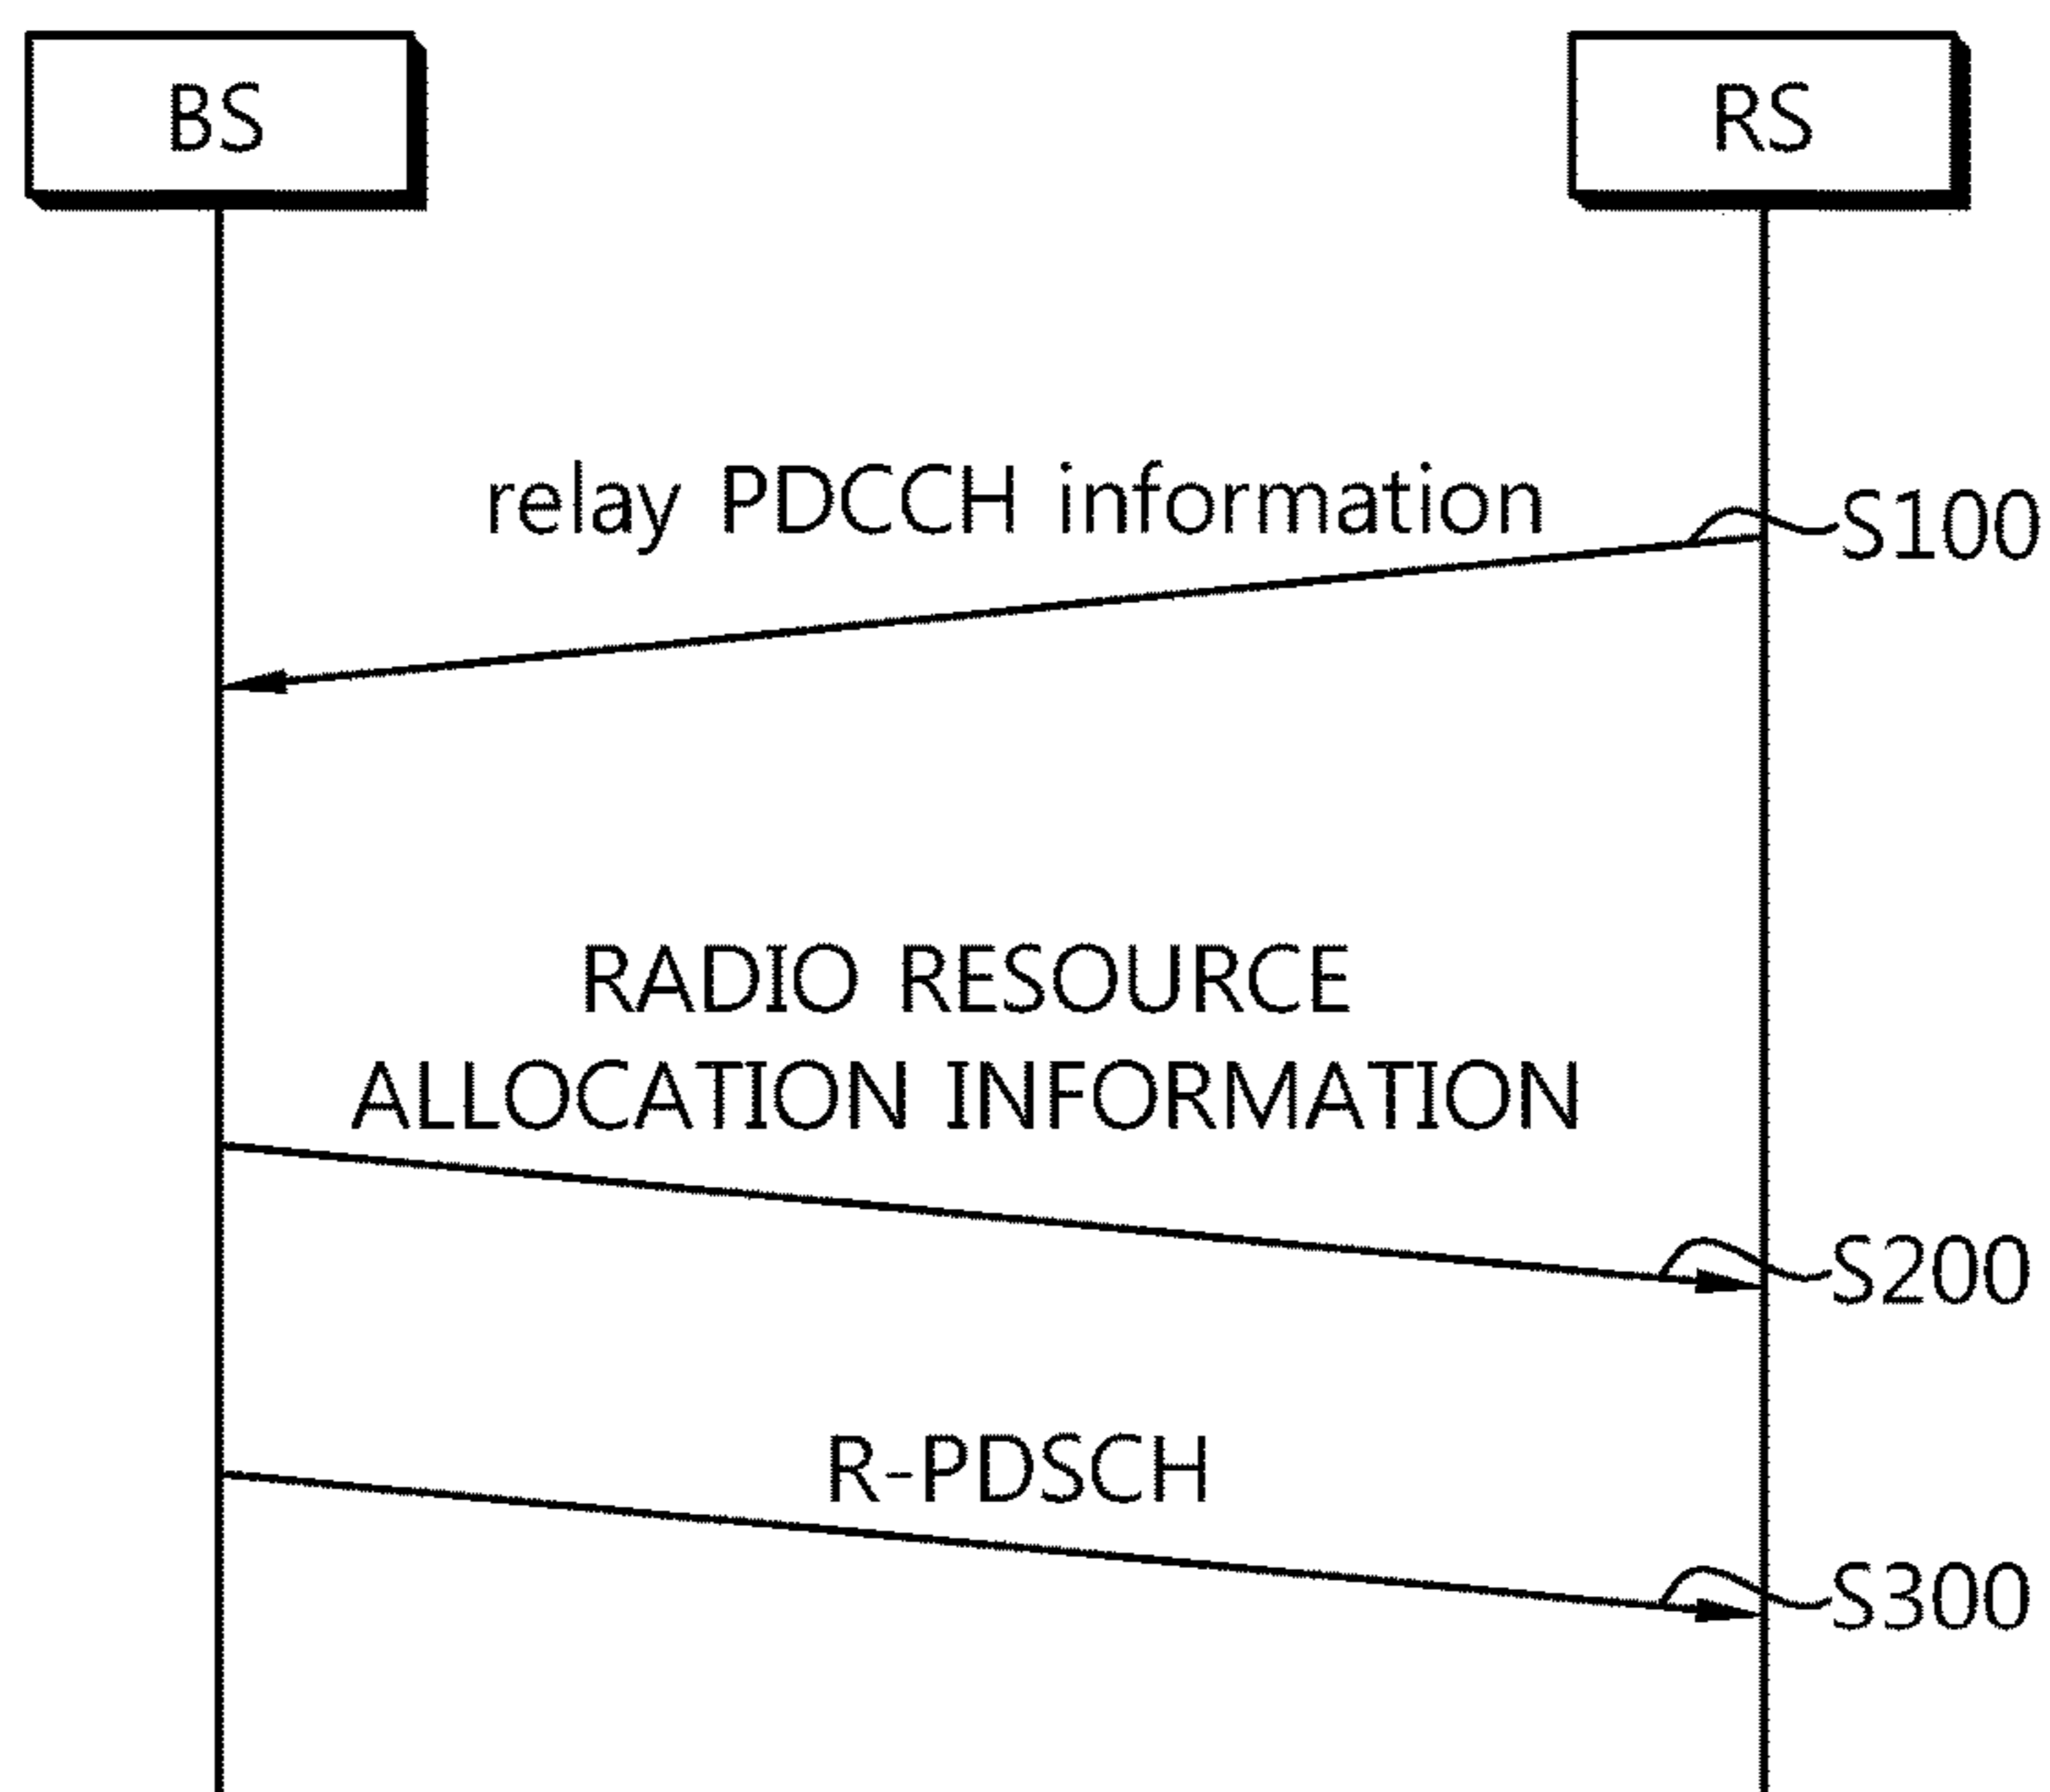 BS
RS
relay PDCCH information
S100
RADIO RESOURCE
ALLOCATION INFORMATION
S200
R-PDSCH
S300